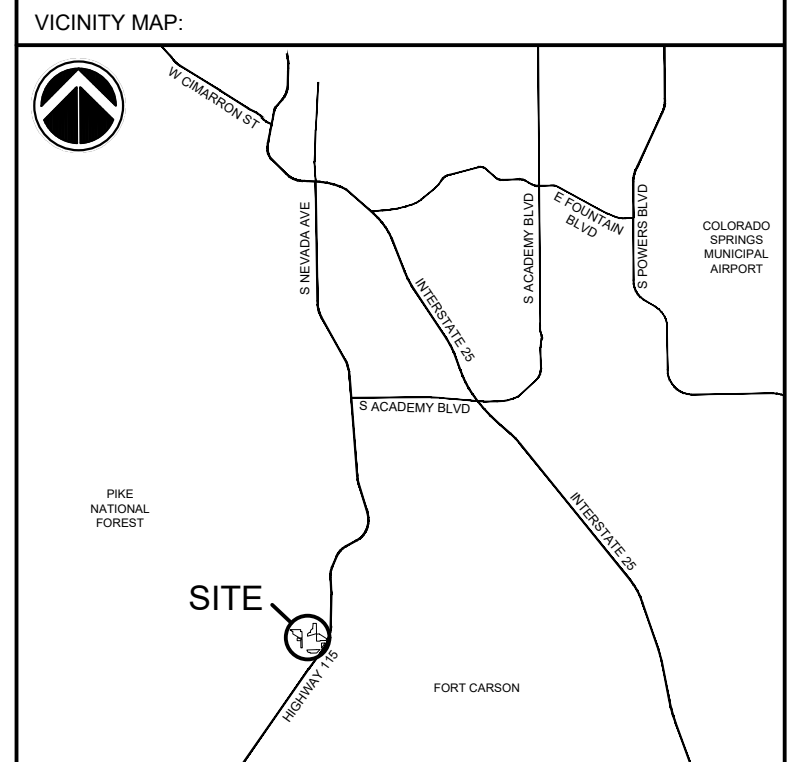 VICINITY MAP:
W CIMARRON ST
S NEVADA AVE
INTERSTATE 25
S ACADEMY BLVD
E FOUNTAIN
BLVD
S POWERS BLVD
COLORADO
SPRINGS
MUNICIPAL
AIRPORT
S ACADEMY BLVD
PIKE
NATIONAL
FOREST
INTERSTATE 25
SITE
HIGHWAY 115
FORT CARSON